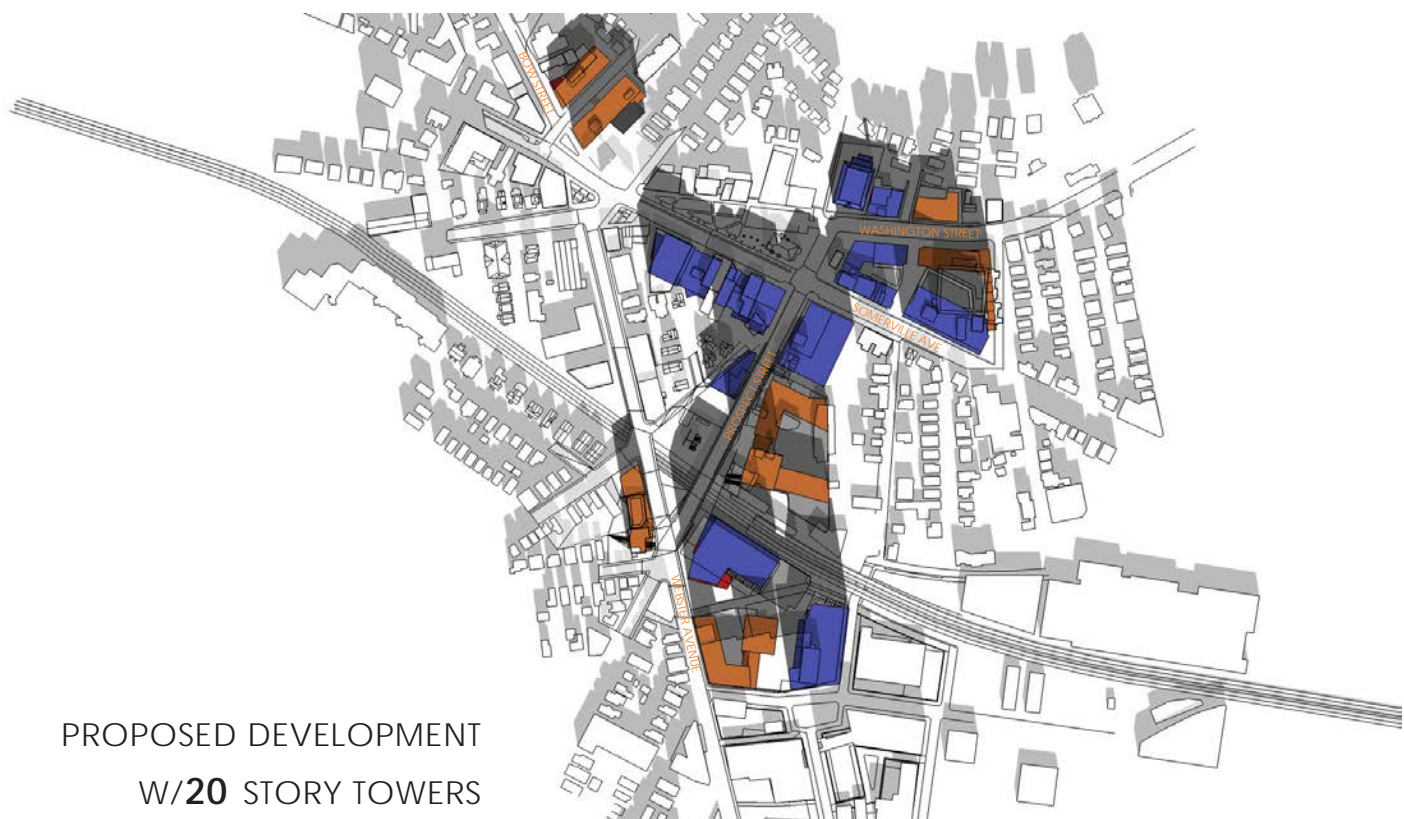 BOW STREET
WASHINGTON STREET
SOMERVILLE AVE
PROSPECT STREET
WEBSTER AVENUE
PROPOSED DEVELOPMENT
W/20 STORY TOWERS